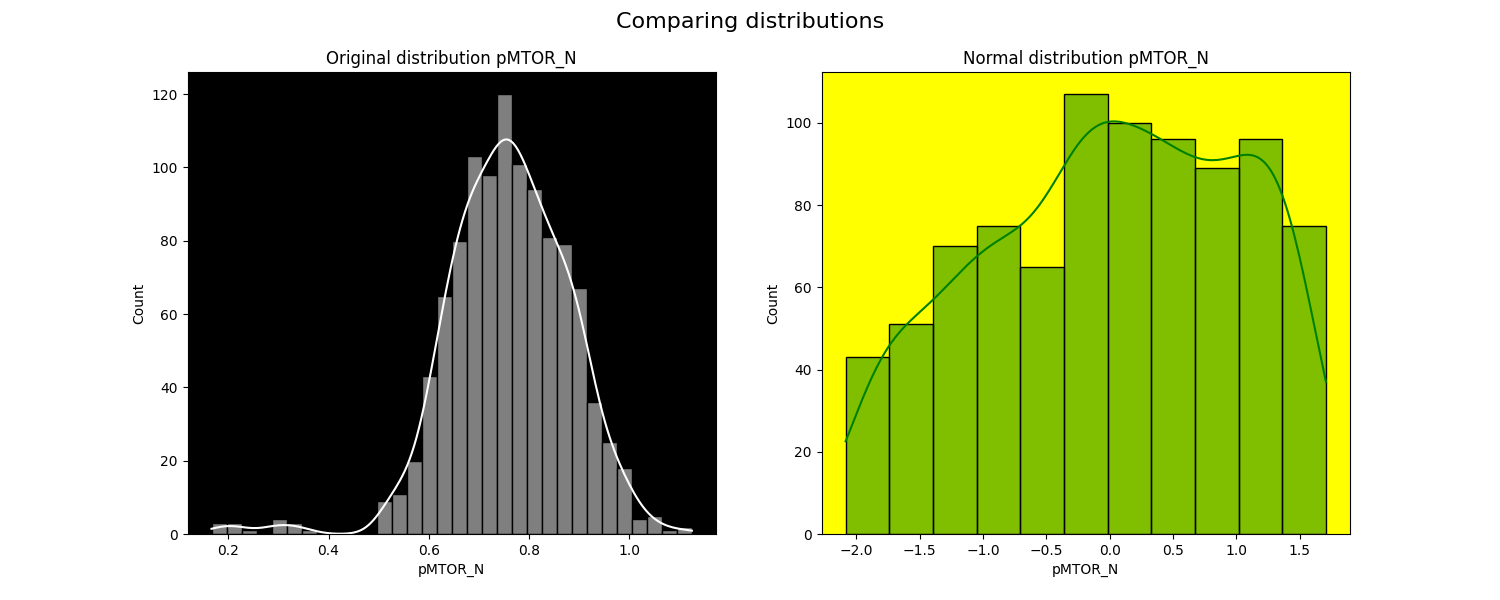 Comparing distributions
Original distribution pMTOR_N
Count
120
100
80
60
40
20
0
0.2 0.4 0.6 0.8 1.0
pMTOR_N
Normal distribution pMTOR_N
Count
100
80
60
40
20
0
−2.0 −1.5 −1.0 −0.5 0.0 0.5 1.0 1.5
pMTOR_N